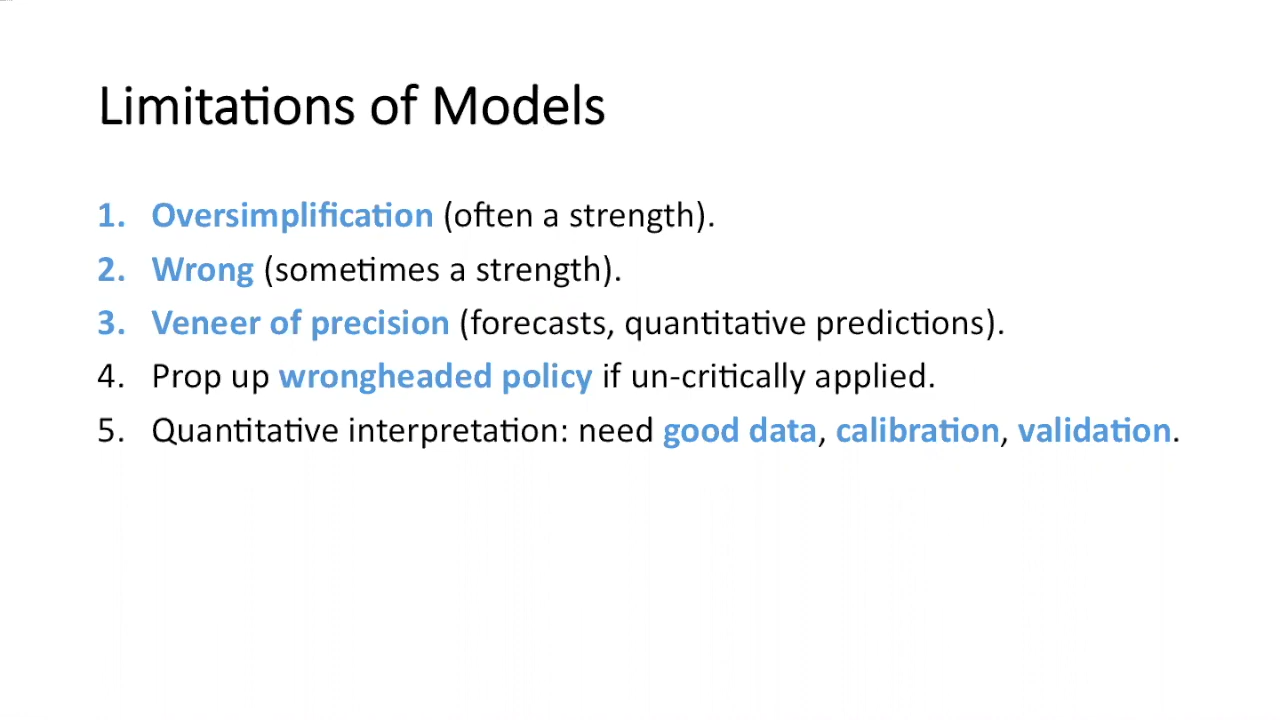 Limitations of Models
1. Oversimplification (often a strength).
2. Wrong (sometimes a strength).
3. Veneer of precision (forecasts, quantitative predictions).
4. Prop up wrongheaded policy if un-critically applied.
5. Quantitative interpretation: need good data, calibration, validation.